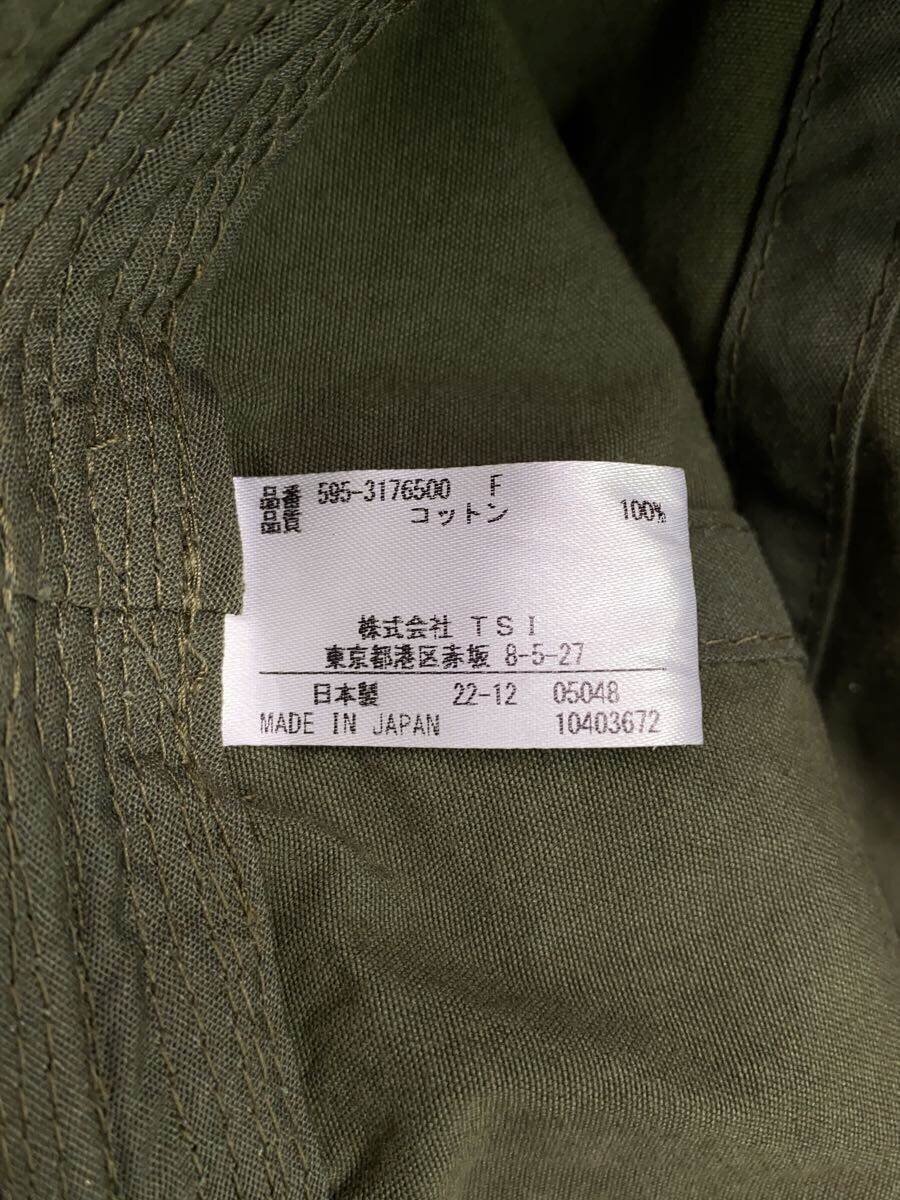 品番 595-3176500 F
品質 コットン 100%
株式会社 TSI
東京都港区赤坂 8-5-27
日本製 22-12 05048
MADE IN JAPAN 10403672